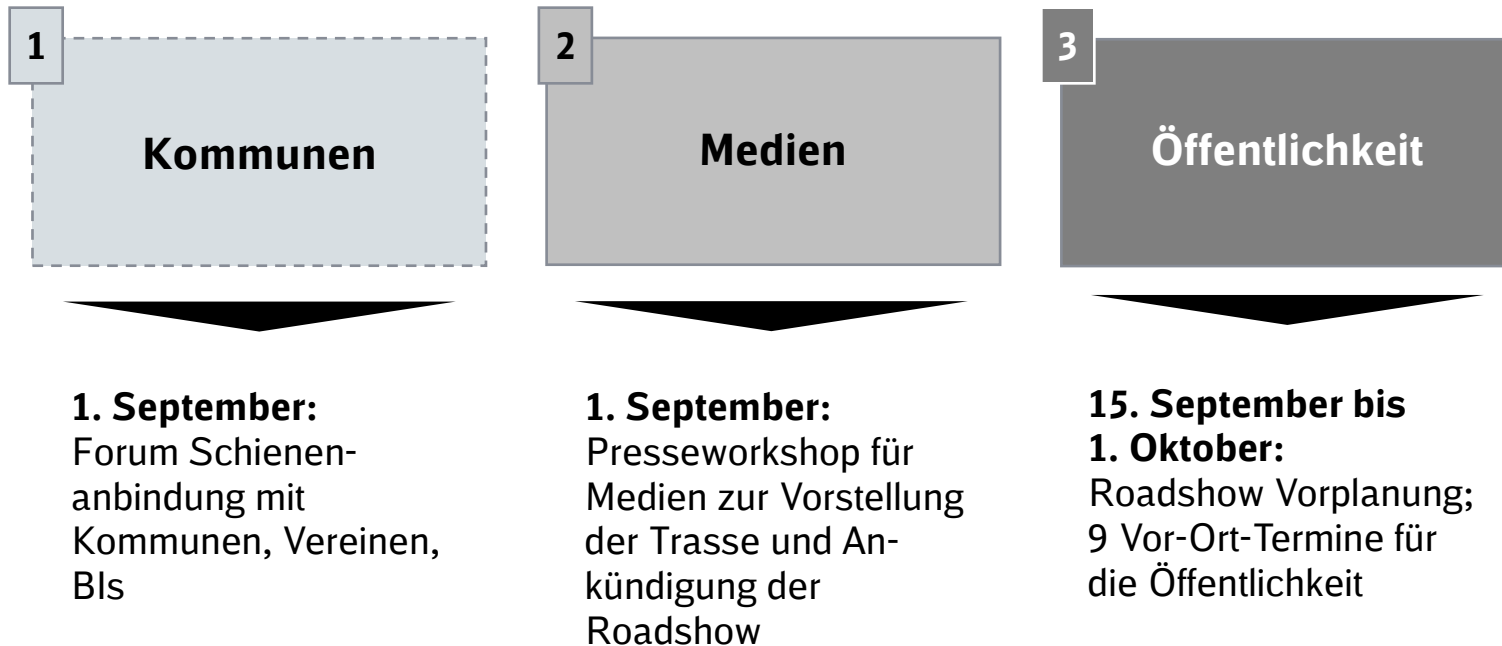 1
Kommunen
1. September:
Forum Schienen-
anbindung mit
Kommunen, Vereinen,
BIs
2
Medien
1. September:
Presseworkshop für
Medien zur Vorstellung
der Trasse und An-
kündigung der
Roadshow
3
Öffentlichkeit
15. September bis
1. Oktober:
Roadshow Vorplanung;
9 Vor-Ort-Termine für
die Öffentlichkeit